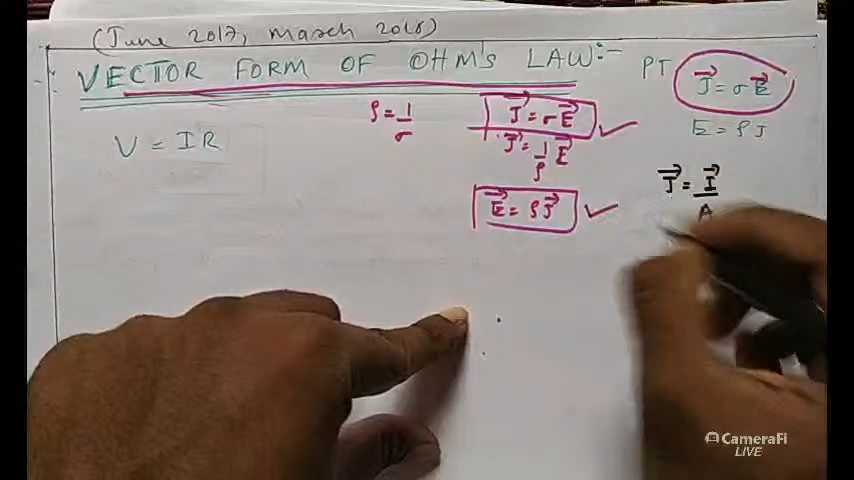 (June 2017, march 2018)
VECTOR FORM OF OHM's LAW:-
PT J⃗ = σE⃗
E = ρJ
V = IR
ρ = 1/σ
J⃗ = σE⃗
J⃗ = 1/ρ E⃗
E⃗ = ρJ⃗
J⃗ = I⃗/A
CameraFi
LIVE